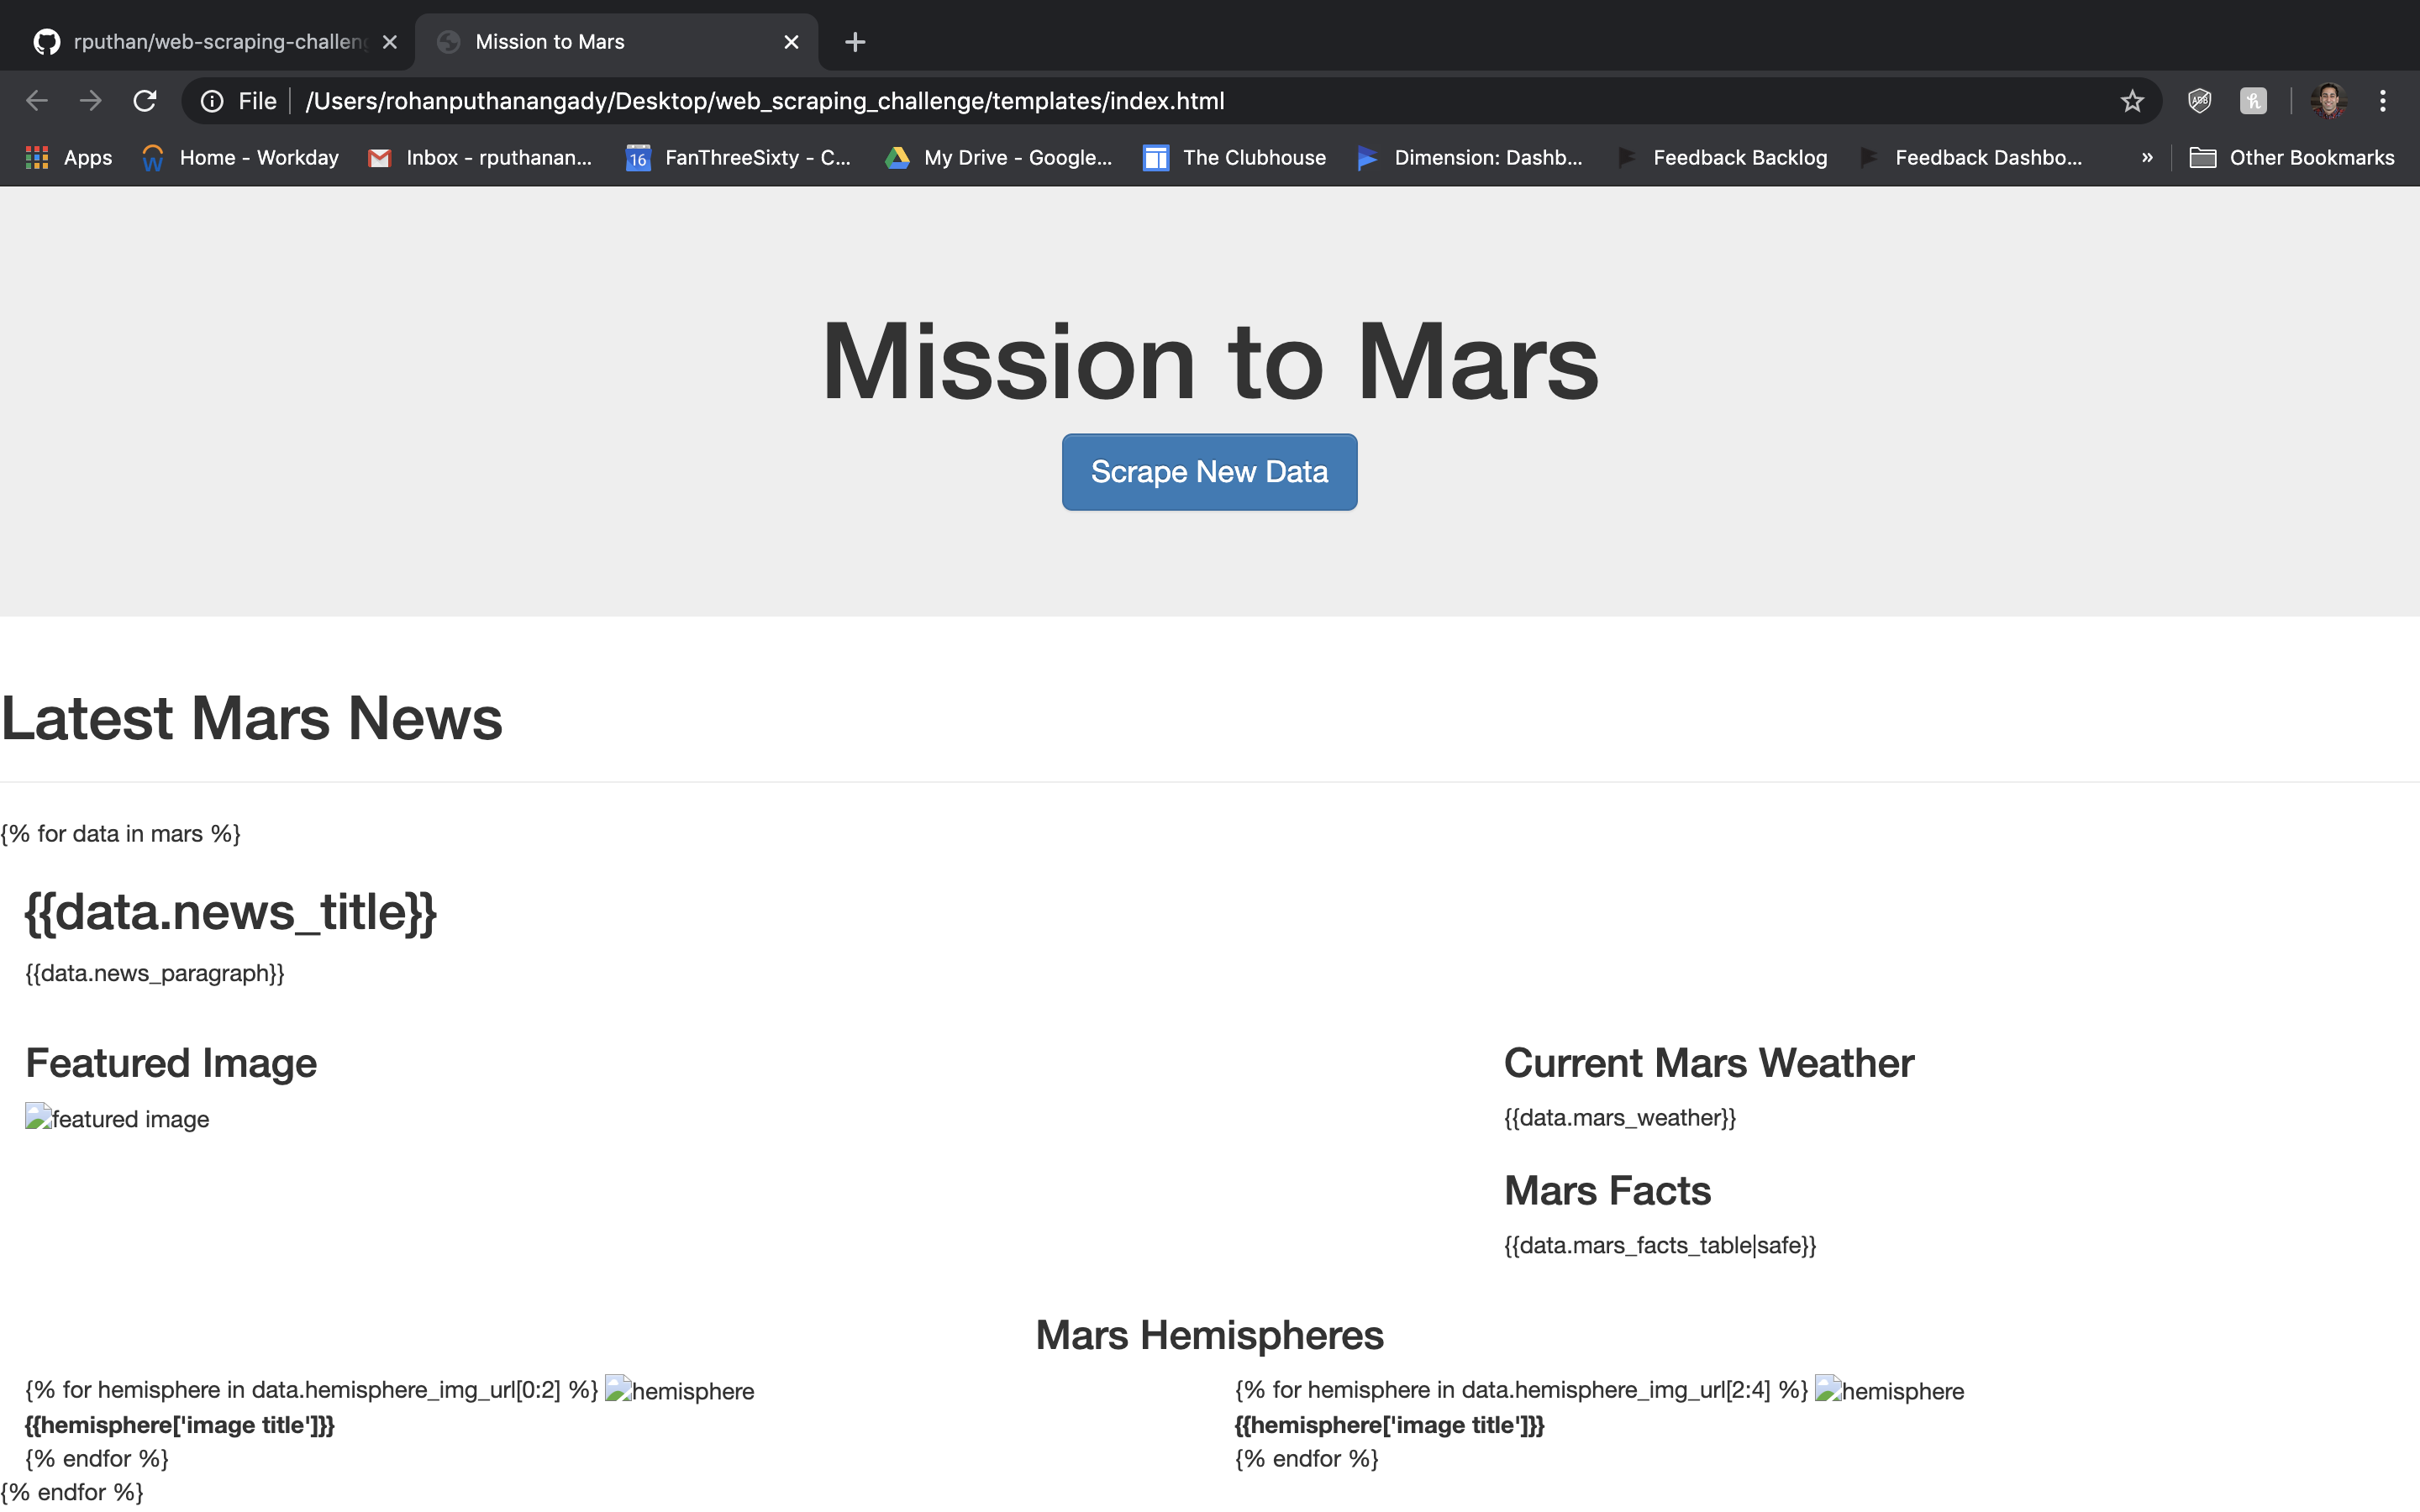 rputhan/web-scraping-challeng
Mission to Mars
File /Users/rohanputhanangady/Desktop/web_scraping_challenge/templates/index.html
ABB
h
Apps
Home - Workday
Inbox - rputhanan...
16
FanThreeSixty - C...
My Drive - Google...
The Clubhouse
Dimension: Dashb...
Feedback Backlog
Feedback Dashbo...
»
Other Bookmarks
Mission to Mars
Scrape New Data
Latest Mars News
{% for data in mars %}
{{data.news_title}}
{{data.news_paragraph}}
Featured Image
featured image
Current Mars Weather
{{data.mars_weather}}
Mars Facts
{{data.mars_facts_table|safe}}
Mars Hemispheres
{% for hemisphere in data.hemisphere_img_url[0:2] %} hemisphere
{{hemisphere['image title']}}
{% endfor %}
{% for hemisphere in data.hemisphere_img_url[2:4] %} hemisphere
{{hemisphere['image title']}}
{% endfor %}
{% endfor %}